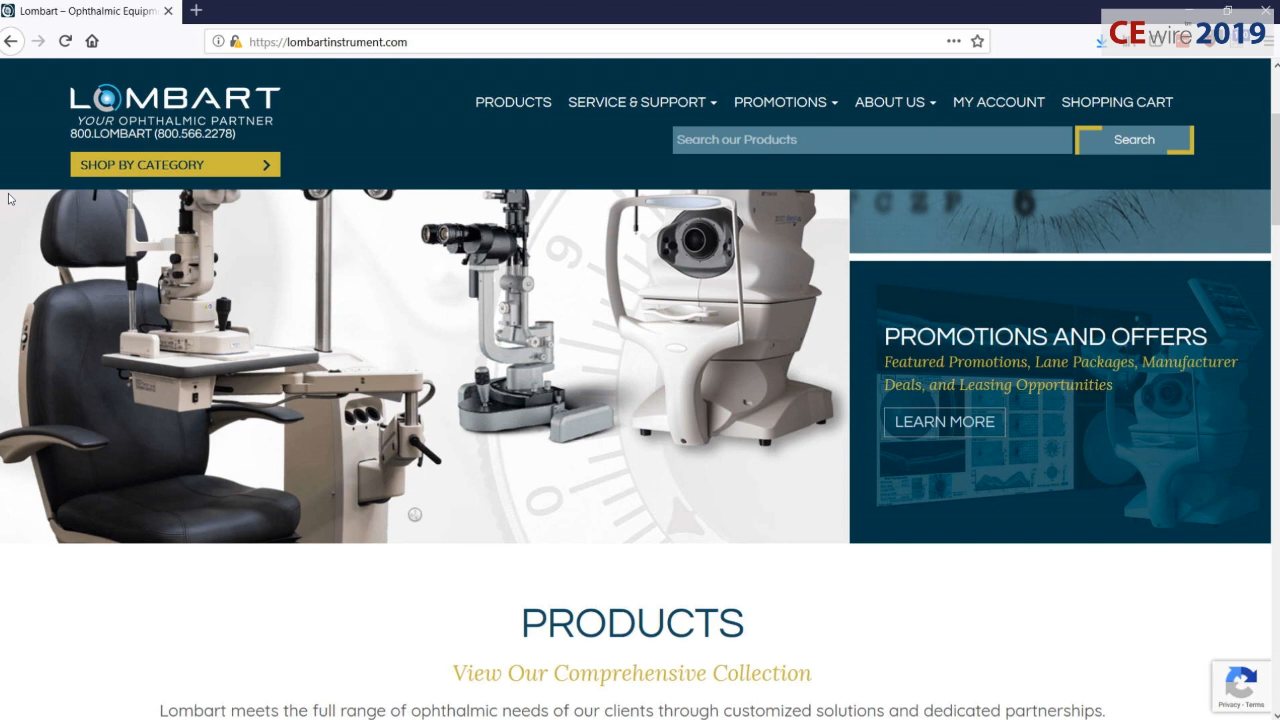 Lombart – Ophthalmic Equipm
CEwire 2019
https://lombartinstrument.com
LOMBART
YOUR OPHTHALMIC PARTNER
800.LOMBART (800.566.2278)
SHOP BY CATEGORY
PRODUCTS SERVICE & SUPPORT PROMOTIONS ABOUT US MY ACCOUNT SHOPPING CART
Search our Products Search
C Z P 6
PROMOTIONS AND OFFERS
Featured Promotions, Lane Packages, Manufacturer
Deals, and Leasing Opportunities
LEARN MORE
PRODUCTS
View Our Comprehensive Collection
Lombart meets the full range of ophthalmic needs of our clients through customized solutions and dedicated partnerships.
Privacy - Terms